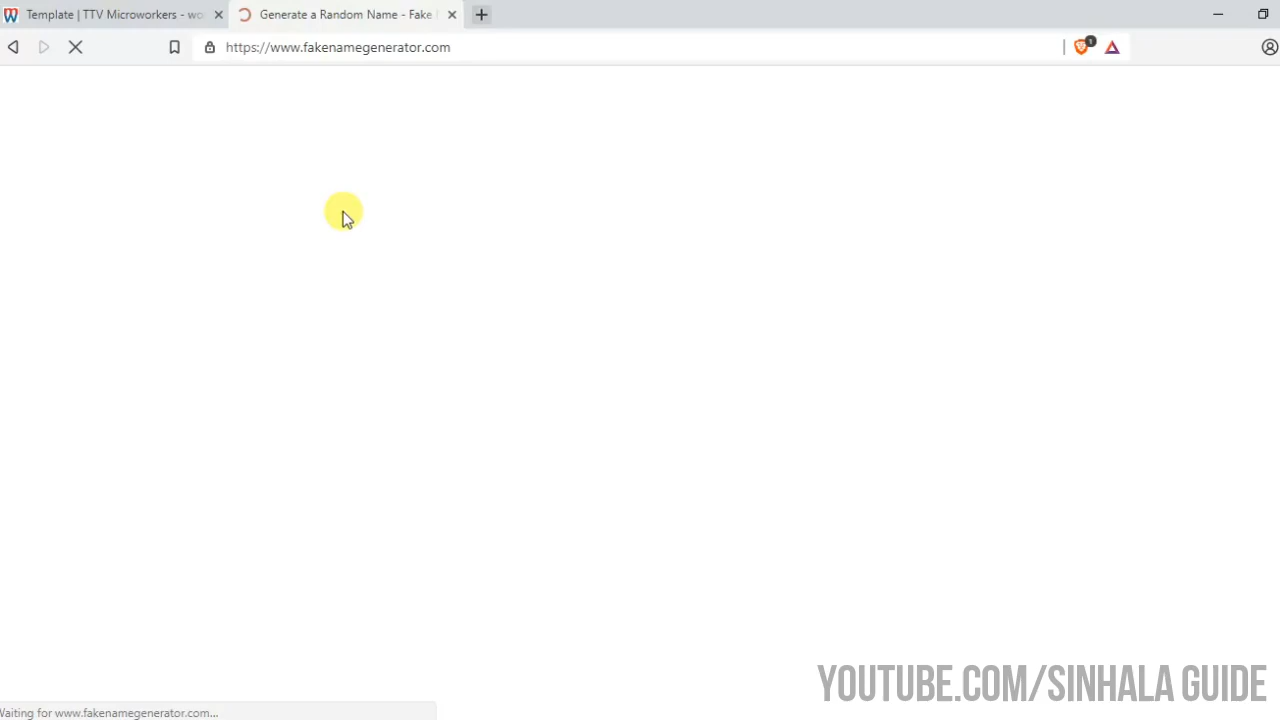 Template | TTV Microworkers - wo
Generate a Random Name - Fake
https://www.fakenamegenerator.com
Waiting for www.fakenamegenerator.com...
YOUTUBE.COM/SINHALA GUIDE